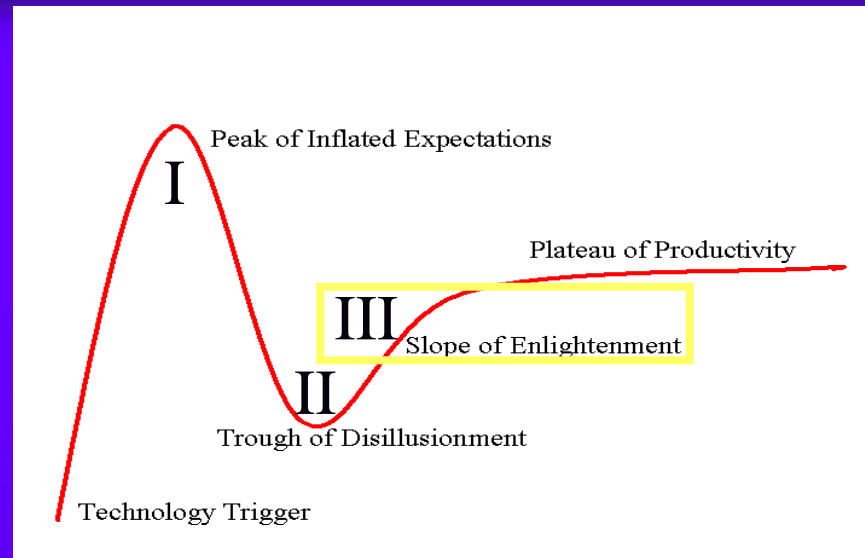 Peak of Inflated Expectations
I
Plateau of Productivity
III
Slope of Enlightenment
II
Trough of Disillusionment
Technology Trigger